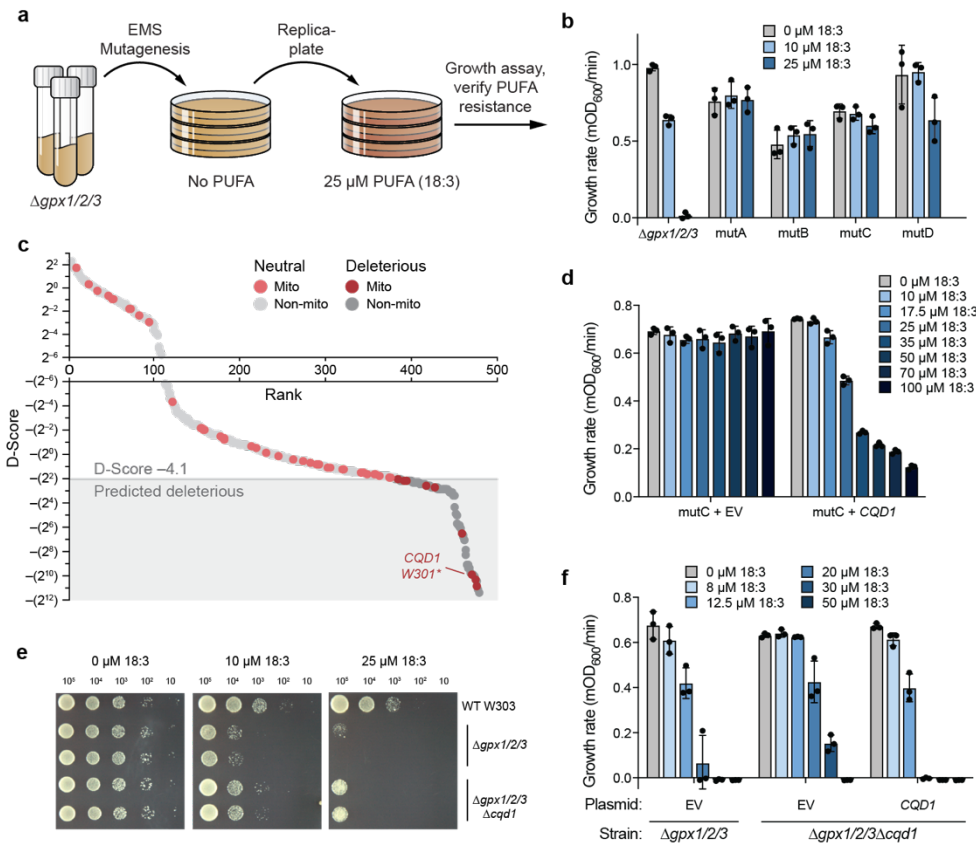 a
EMS
Mutagenesis
Replica-
plate
Growth assay,
verify PUFA
resistance
Δgpx1/2/3
No PUFA
25 µM PUFA (18:3)
b
0 µM 18:3
10 µM 18:3
25 µM 18:3
Growth rate (mOD600/min)
1.0
0.5
0.0
Δgpx1/2/3
mutA
mutB
mutC
mutD
c
Neutral
Deleterious
Mito
Mito
Non-mito
Non-mito
D-Score
2²
2⁰
2⁻²
2⁻⁴
2⁻⁶
–(2⁻⁶)
–(2⁻⁴)
–(2⁻²)
–(2⁰)
–(2²)
–(2⁴)
–(2⁶)
–(2⁸)
–(2¹⁰)
–(2¹²)
0
100
200
300
400
500
Rank
D-Score –4.1
Predicted deleterious
CQD1
W301*
d
0 µM 18:3
10 µM 18:3
17.5 µM 18:3
25 µM 18:3
35 µM 18:3
50 µM 18:3
70 µM 18:3
100 µM 18:3
Growth rate (mOD600/min)
0.8
0.6
0.4
0.2
0.0
mutC + EV
mutC + CQD1
e
0 µM 18:3
10 µM 18:3
25 µM 18:3
10⁵ 10⁴ 10³ 10² 10
10⁵ 10⁴ 10³ 10² 10
10⁵ 10⁴ 10³ 10² 10
WT W303
Δgpx1/2/3
Δgpx1/2/3
Δcqd1
f
0 µM 18:3
8 µM 18:3
12.5 µM 18:3
20 µM 18:3
30 µM 18:3
50 µM 18:3
Growth rate (mOD600/min)
0.8
0.6
0.4
0.2
0.0
Plasmid:
EV
EV
CQD1
Strain:
Δgpx1/2/3
Δgpx1/2/3Δcqd1